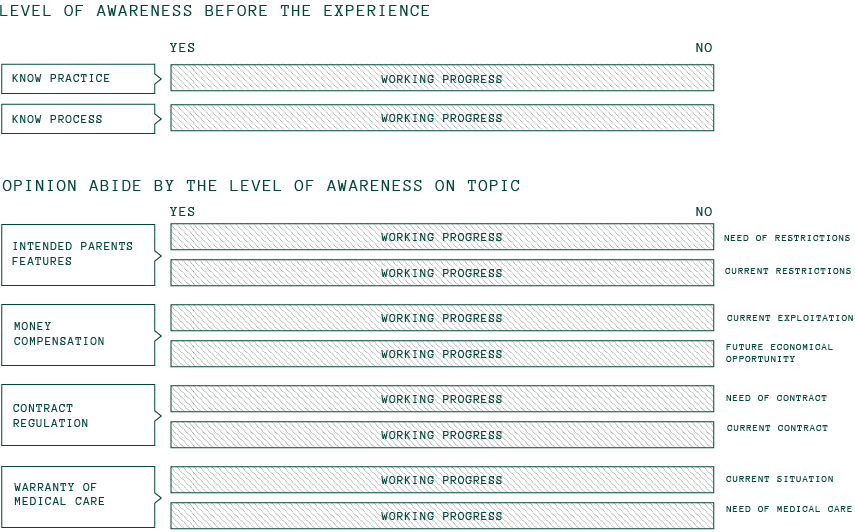 LEVEL OF AWARENESS BEFORE THE EXPERIENCE
YES NO
KNOW PRACTICE WORKING PROGRESS
KNOW PROCESS WORKING PROGRESS
OPINION ABIDE BY THE LEVEL OF AWARENESS ON TOPIC
YES NO
INTENDED PARENTS
FEATURES
WORKING PROGRESS NEED OF RESTRICTIONS
WORKING PROGRESS CURRENT RESTRICTIONS
MONEY
COMPENSATION
WORKING PROGRESS CURRENT EXPLOITATION
WORKING PROGRESS FUTURE ECONOMICAL
OPPORTUNITY
CONTRACT
REGULATION
WORKING PROGRESS NEED OF CONTRACT
WORKING PROGRESS CURRENT CONTRACT
WARRANTY OF
MEDICAL CARE
WORKING PROGRESS CURRENT SITUATION
WORKING PROGRESS NEED OF MEDICAL CARE